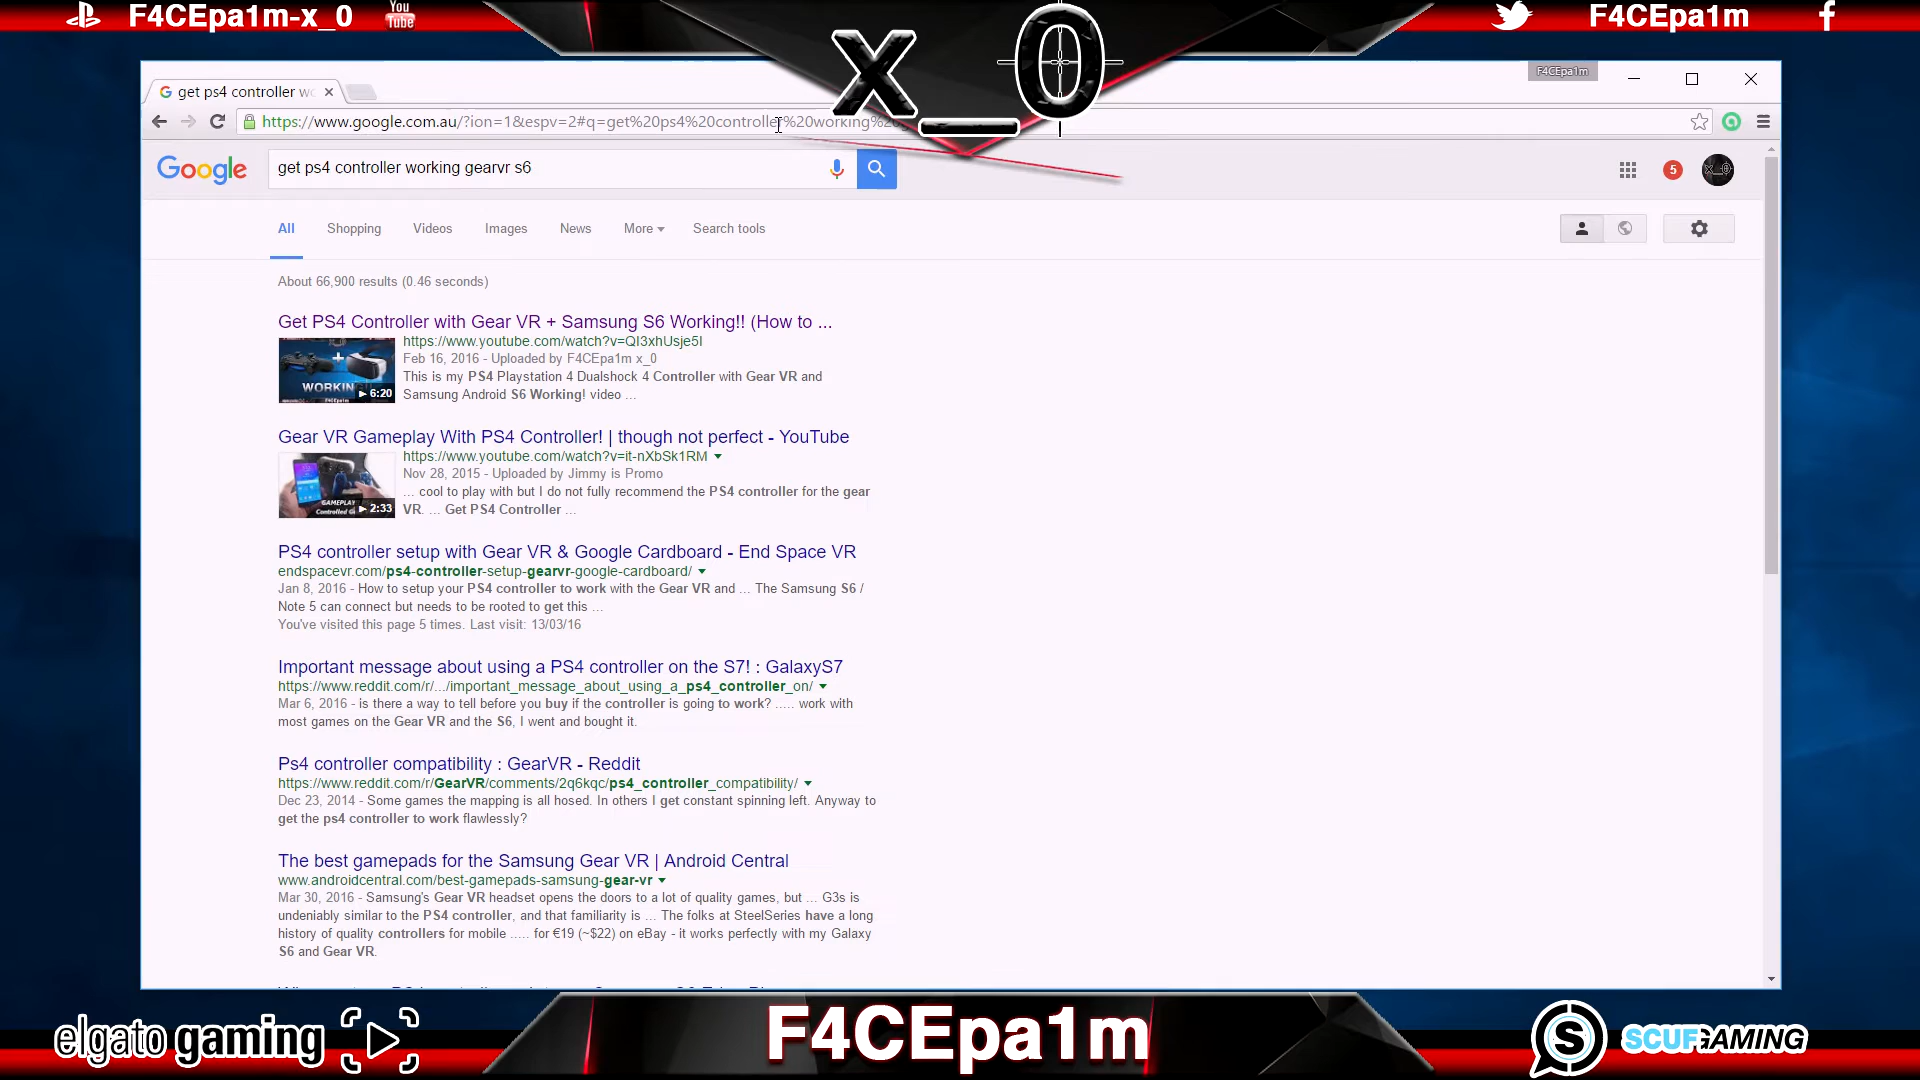 F4CEpa1m-x_0
You
Tube
x_0
F4CEpa1m
F4CEpa1m
get ps4 controller wo
https://www.google.com.au/?ion=1&espv=2#q=get%20ps4%20controller%20working%20
Google
get ps4 controller working gearvr s6
5
All
Shopping
Videos
Images
News
More
Search tools
About 66,900 results (0.46 seconds)
Get PS4 Controller with Gear VR + Samsung S6 Working!! (How to ...
https://www.youtube.com/watch?v=QI3xhUsje5I
Feb 16, 2016 - Uploaded by F4CEpa1m x_0
This is my PS4 Playstation 4 Dualshock 4 Controller with Gear VR and
Samsung Android S6 Working! video ...
WORKIN
6:20
Gear VR Gameplay With PS4 Controller! | though not perfect - YouTube
https://www.youtube.com/watch?v=it-nXbSk1RM
Nov 28, 2015 - Uploaded by Jimmy is Promo
... cool to play with but I do not fully recommend the PS4 controller for the gear
VR. ... Get PS4 Controller ...
GAMEPLAY
Controlled
2:33
PS4 controller setup with Gear VR & Google Cardboard - End Space VR
endspacevr.com/ps4-controller-setup-gearvr-google-cardboard/
Jan 8, 2016 - How to setup your PS4 controller to work with the Gear VR and ... The Samsung S6 /
Note 5 can connect but needs to be rooted to get this ...
You've visited this page 5 times. Last visit: 13/03/16
Important message about using a PS4 controller on the S7! : GalaxyS7
https://www.reddit.com/r/.../important_message_about_using_a_ps4_controller_on/
Mar 6, 2016 - is there a way to tell before you buy if the controller is going to work? ..... work with
most games on the Gear VR and the S6, I went and bought it.
Ps4 controller compatibility : GearVR - Reddit
https://www.reddit.com/r/GearVR/comments/2q6kqc/ps4_controller_compatibility/
Dec 23, 2014 - Some games the mapping is all hosed. In others I get constant spinning left. Anyway to
get the ps4 controller to work flawlessly?
The best gamepads for the Samsung Gear VR | Android Central
www.androidcentral.com/best-gamepads-samsung-gear-vr
Mar 30, 2016 - Samsung's Gear VR headset opens the doors to a lot of quality games, but ... G3s is
undeniably similar to the PS4 controller, and that familiarity is ... The folks at SteelSeries have a long
history of quality controllers for mobile ..... for €19 (~$22) on eBay - it works perfectly with my Galaxy
S6 and Gear VR.
elgato gaming
F4CEpa1m
S
SCUFGAMING